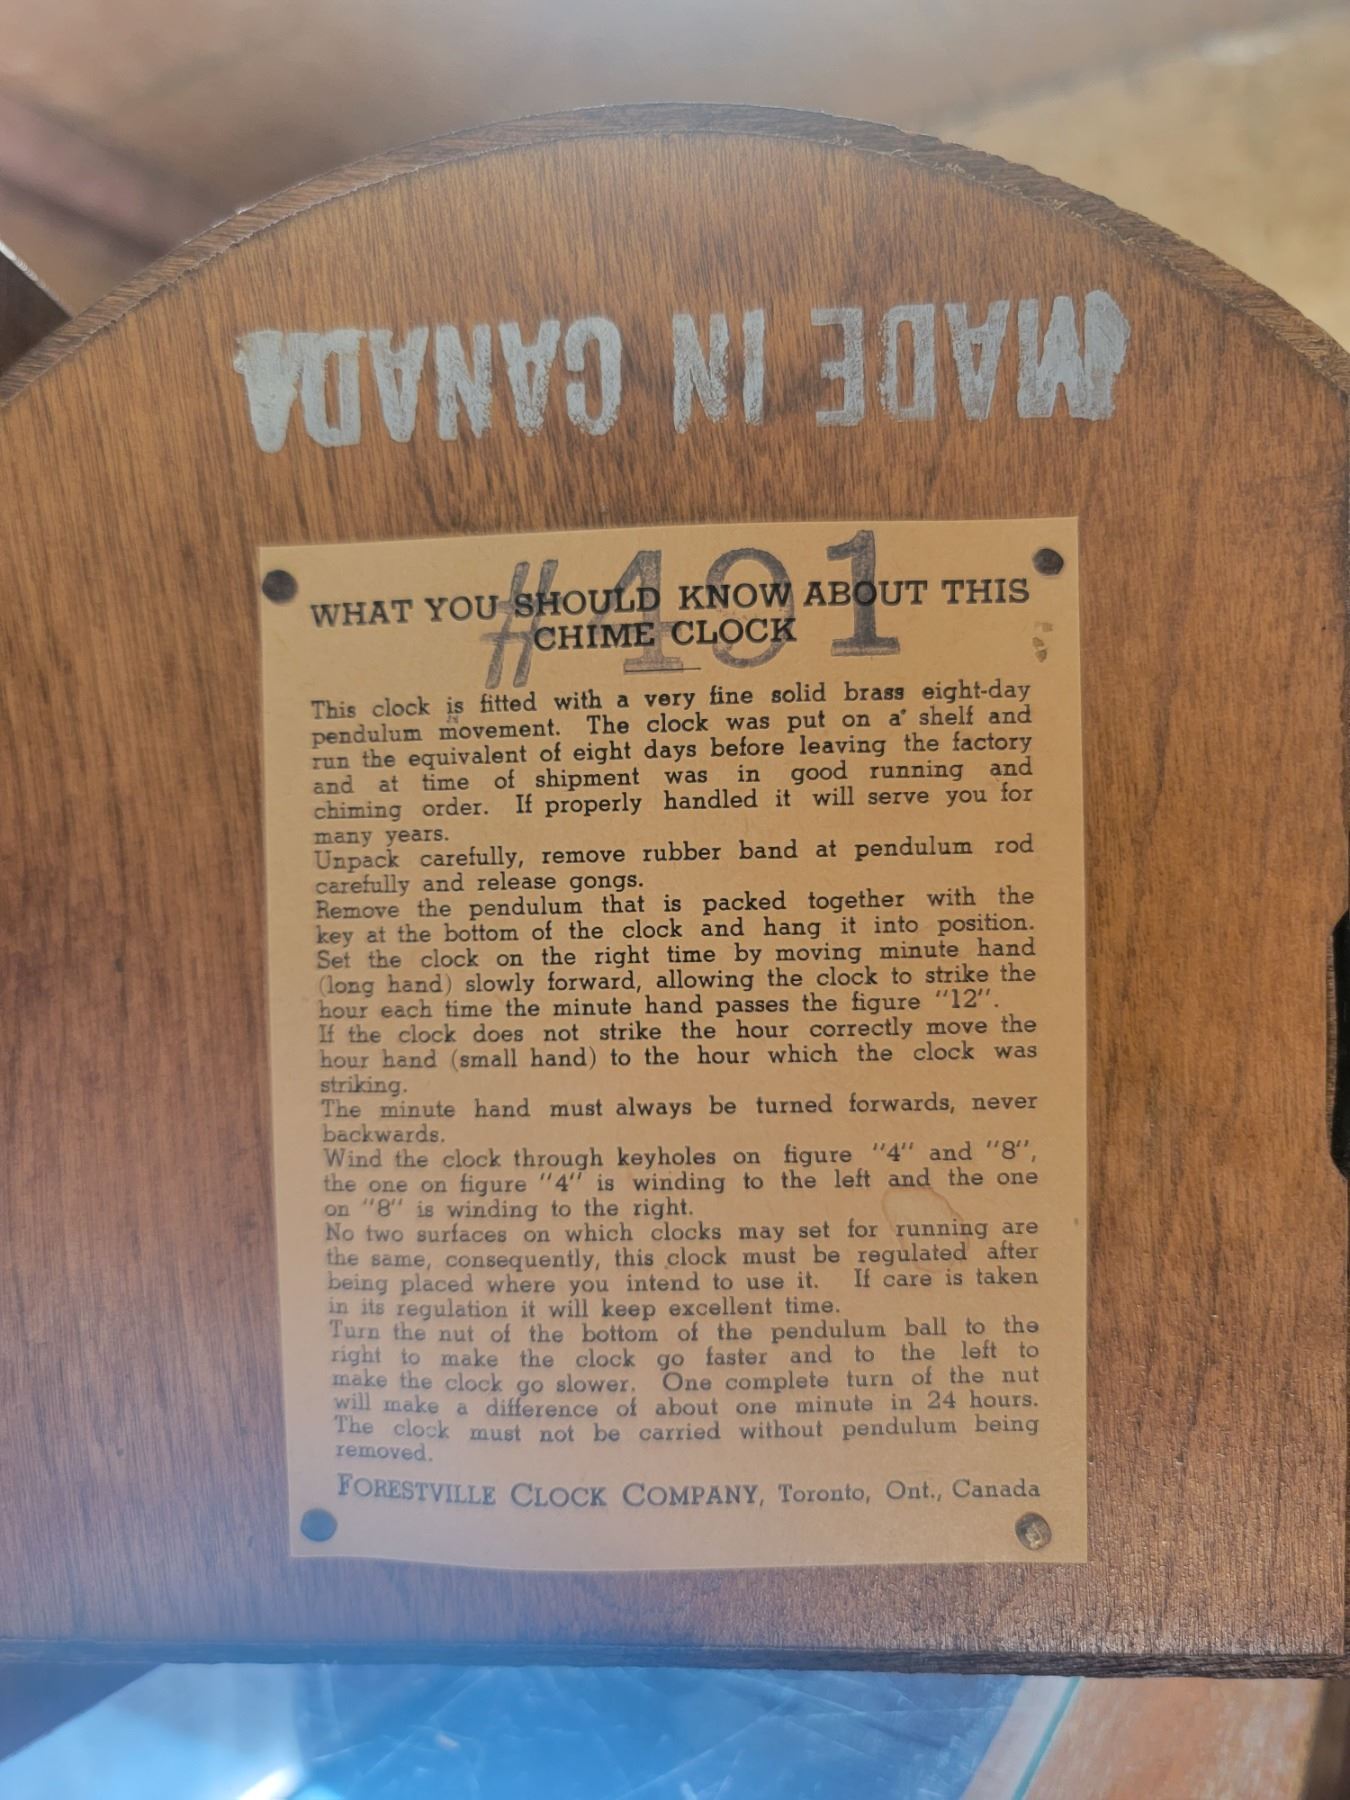 MADE IN CANADA
#491
WHAT YOU SHOULD KNOW ABOUT THIS
CHIME CLOCK
This clock is fitted with a very fine solid brass eight-day
pendulum movement. The clock was put on a shelf and
run the equivalent of eight days before leaving the factory
and at time of shipment was in good running and
chiming order. If properly handled it will serve you for
many years.
Unpack carefully, remove rubber band at pendulum rod
carefully and release gongs.
Remove the pendulum that is packed together with the
key at the bottom of the clock and hang it into position.
Set the clock on the right time by moving minute hand
(long hand) slowly forward, allowing the clock to strike the
hour each time the minute hand passes the figure "12".
If the clock does not strike the hour correctly move the
hour hand (small hand) to the hour which the clock was
striking.
The minute hand must always be turned forwards, never
backwards.
Wind the clock through keyholes on figure "4" and "8",
the one on figure "4" is winding to the left and the one
on "8" is winding to the right.
No two surfaces on which clocks may set for running are
the same, consequently, this clock must be regulated after
being placed where you intend to use it. If care is taken
in its regulation it will keep excellent time.
Turn the nut of the bottom of the pendulum ball to the
right to make the clock go faster and to the left to
make the clock go slower. One complete turn of the nut
will make a difference of about one minute in 24 hours.
The clock must not be carried without pendulum being
removed.
FORESTVILLE CLOCK COMPANY, Toronto, Ont., Canada